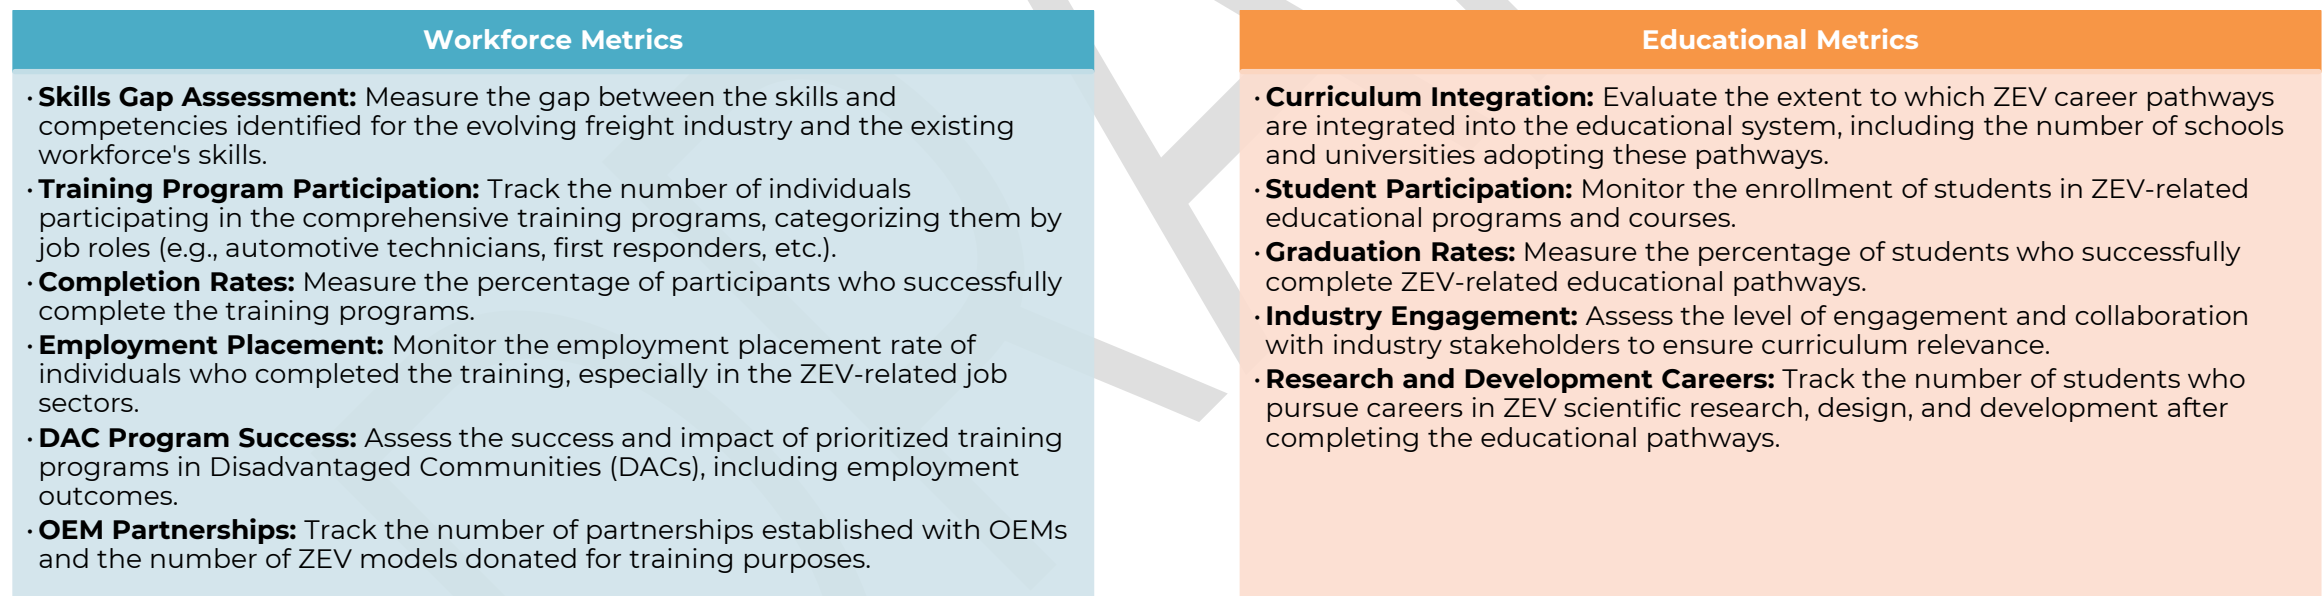 Workforce Metrics
· Skills Gap Assessment: Measure the gap between the skills and
competencies identified for the evolving freight industry and the existing
workforce's skills.
· Training Program Participation: Track the number of individuals
participating in the comprehensive training programs, categorizing them by
job roles (e.g., automotive technicians, first responders, etc.).
· Completion Rates: Measure the percentage of participants who successfully
complete the training programs.
· Employment Placement: Monitor the employment placement rate of
individuals who completed the training, especially in the ZEV-related job
sectors.
· DAC Program Success: Assess the success and impact of prioritized training
programs in Disadvantaged Communities (DACs), including employment
outcomes.
· OEM Partnerships: Track the number of partnerships established with OEMs
and the number of ZEV models donated for training purposes.
Educational Metrics
· Curriculum Integration: Evaluate the extent to which ZEV career pathways
are integrated into the educational system, including the number of schools
and universities adopting these pathways.
· Student Participation: Monitor the enrollment of students in ZEV-related
educational programs and courses.
· Graduation Rates: Measure the percentage of students who successfully
complete ZEV-related educational pathways.
· Industry Engagement: Assess the level of engagement and collaboration
with industry stakeholders to ensure curriculum relevance.
· Research and Development Careers: Track the number of students who
pursue careers in ZEV scientific research, design, and development after
completing the educational pathways.